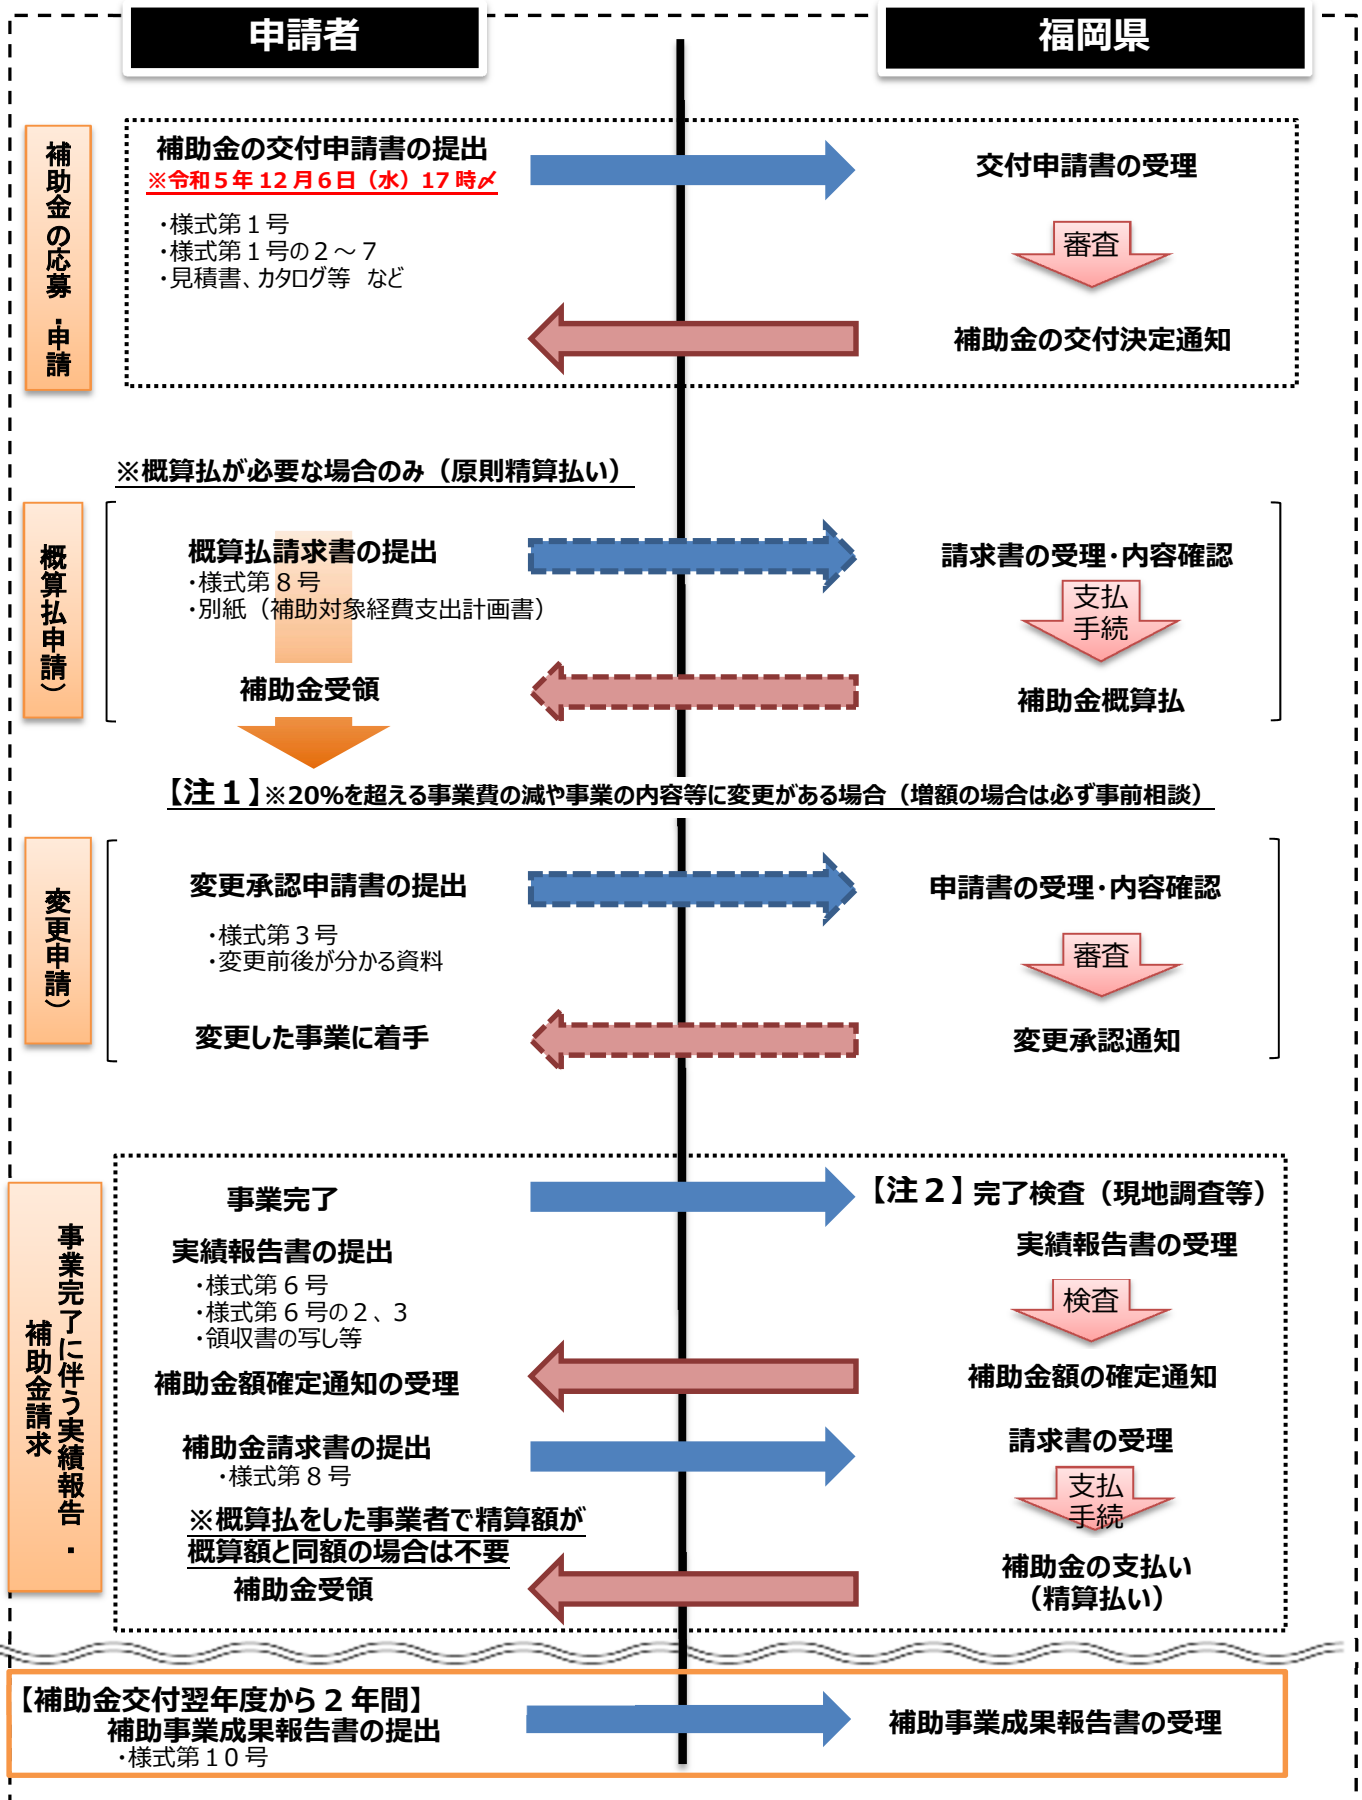 申請者
福岡県
補助金の応募・申請
補助金の交付申請書の提出
※令和５年 12 月６日（水）17 時〆
・様式第１号
・様式第１号の２～７
・見積書、カタログ等　など
交付申請書の受理
審査
補助金の交付決定通知
※概算払が必要な場合のみ（原則精算払い）
概算払申請）
概算払請求書の提出
・様式第８号
・別紙（補助対象経費支出計画書）
補助金受領
請求書の受理・内容確認
支払
手続
補助金概算払
【注１】※20%を超える事業費の減や事業の内容等に変更がある場合（増額の場合は必ず事前相談）
変更申請）
変更承認申請書の提出
・様式第３号
・変更前後が分かる資料
変更した事業に着手
申請書の受理・内容確認
審査
変更承認通知
事業完了に伴う実績報告・
補助金請求
事業完了
【注２】完了検査（現地調査等）
実績報告書の提出
・様式第６号
・様式第６号の２、３
・領収書の写し等
実績報告書の受理
検査
補助金額確定通知の受理
補助金額の確定通知
補助金請求書の提出
・様式第８号
請求書の受理
支払
手続
※概算払をした事業者で精算額が
概算額と同額の場合は不要
補助金受領
補助金の支払い
（精算払い）
【補助金交付翌年度から２年間】
補助事業成果報告書の提出
・様式第１０号
補助事業成果報告書の受理